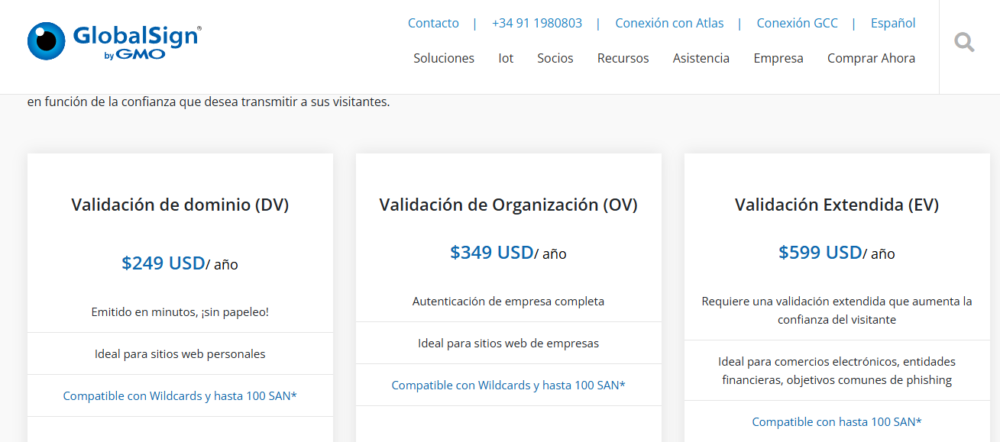 GlobalSign®
by GMO
Contacto | +34 91 1980803 | Conexión con Atlas | Conexión GCC | Español
Soluciones Iot Socios Recursos Asistencia Empresa Comprar Ahora
en función de la confianza que desea transmitir a sus visitantes.
Validación de dominio (DV)
$249 USD/ año
Emitido en minutos, ¡sin papeleo!
Ideal para sitios web personales
Compatible con Wildcards y hasta 100 SAN*
Validación de Organización (OV)
$349 USD/ año
Autenticación de empresa completa
Ideal para sitios web de empresas
Compatible con Wildcards y hasta 100 SAN*
Validación Extendida (EV)
$599 USD/ año
Requiere una validación extendida que aumenta la
confianza del visitante
Ideal para comercios electrónicos, entidades
financieras, objetivos comunes de phishing
Compatible con hasta 100 SAN*